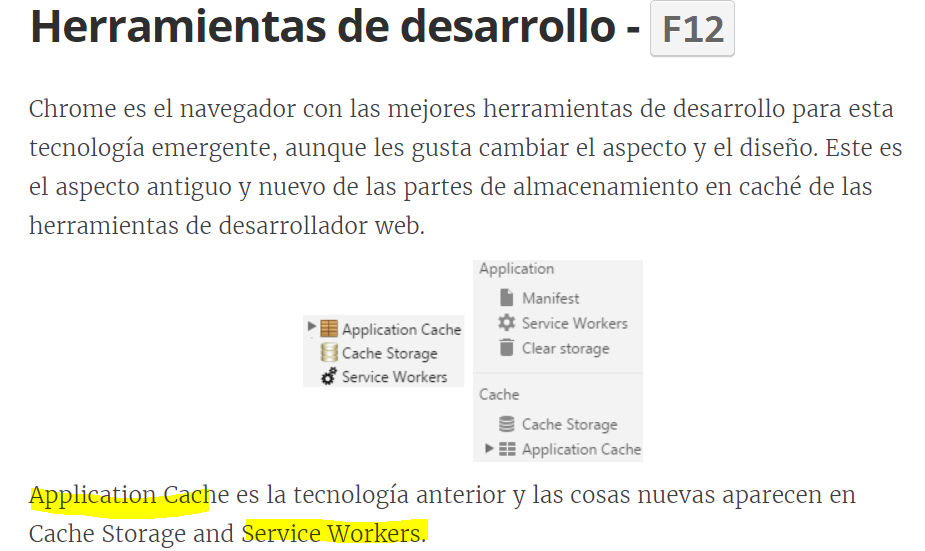 Herramientas de desarrollo - F12
Chrome es el navegador con las mejores herramientas de desarrollo para esta
tecnología emergente, aunque les gusta cambiar el aspecto y el diseño. Este es
el aspecto antiguo y nuevo de las partes de almacenamiento en caché de las
herramientas de desarrollador web.
Application Cache
Cache Storage
Service Workers
Application
Manifest
Service Workers
Clear storage
Cache
Cache Storage
Application Cache
Application Cache es la tecnología anterior y las cosas nuevas aparecen en
Cache Storage and Service Workers.